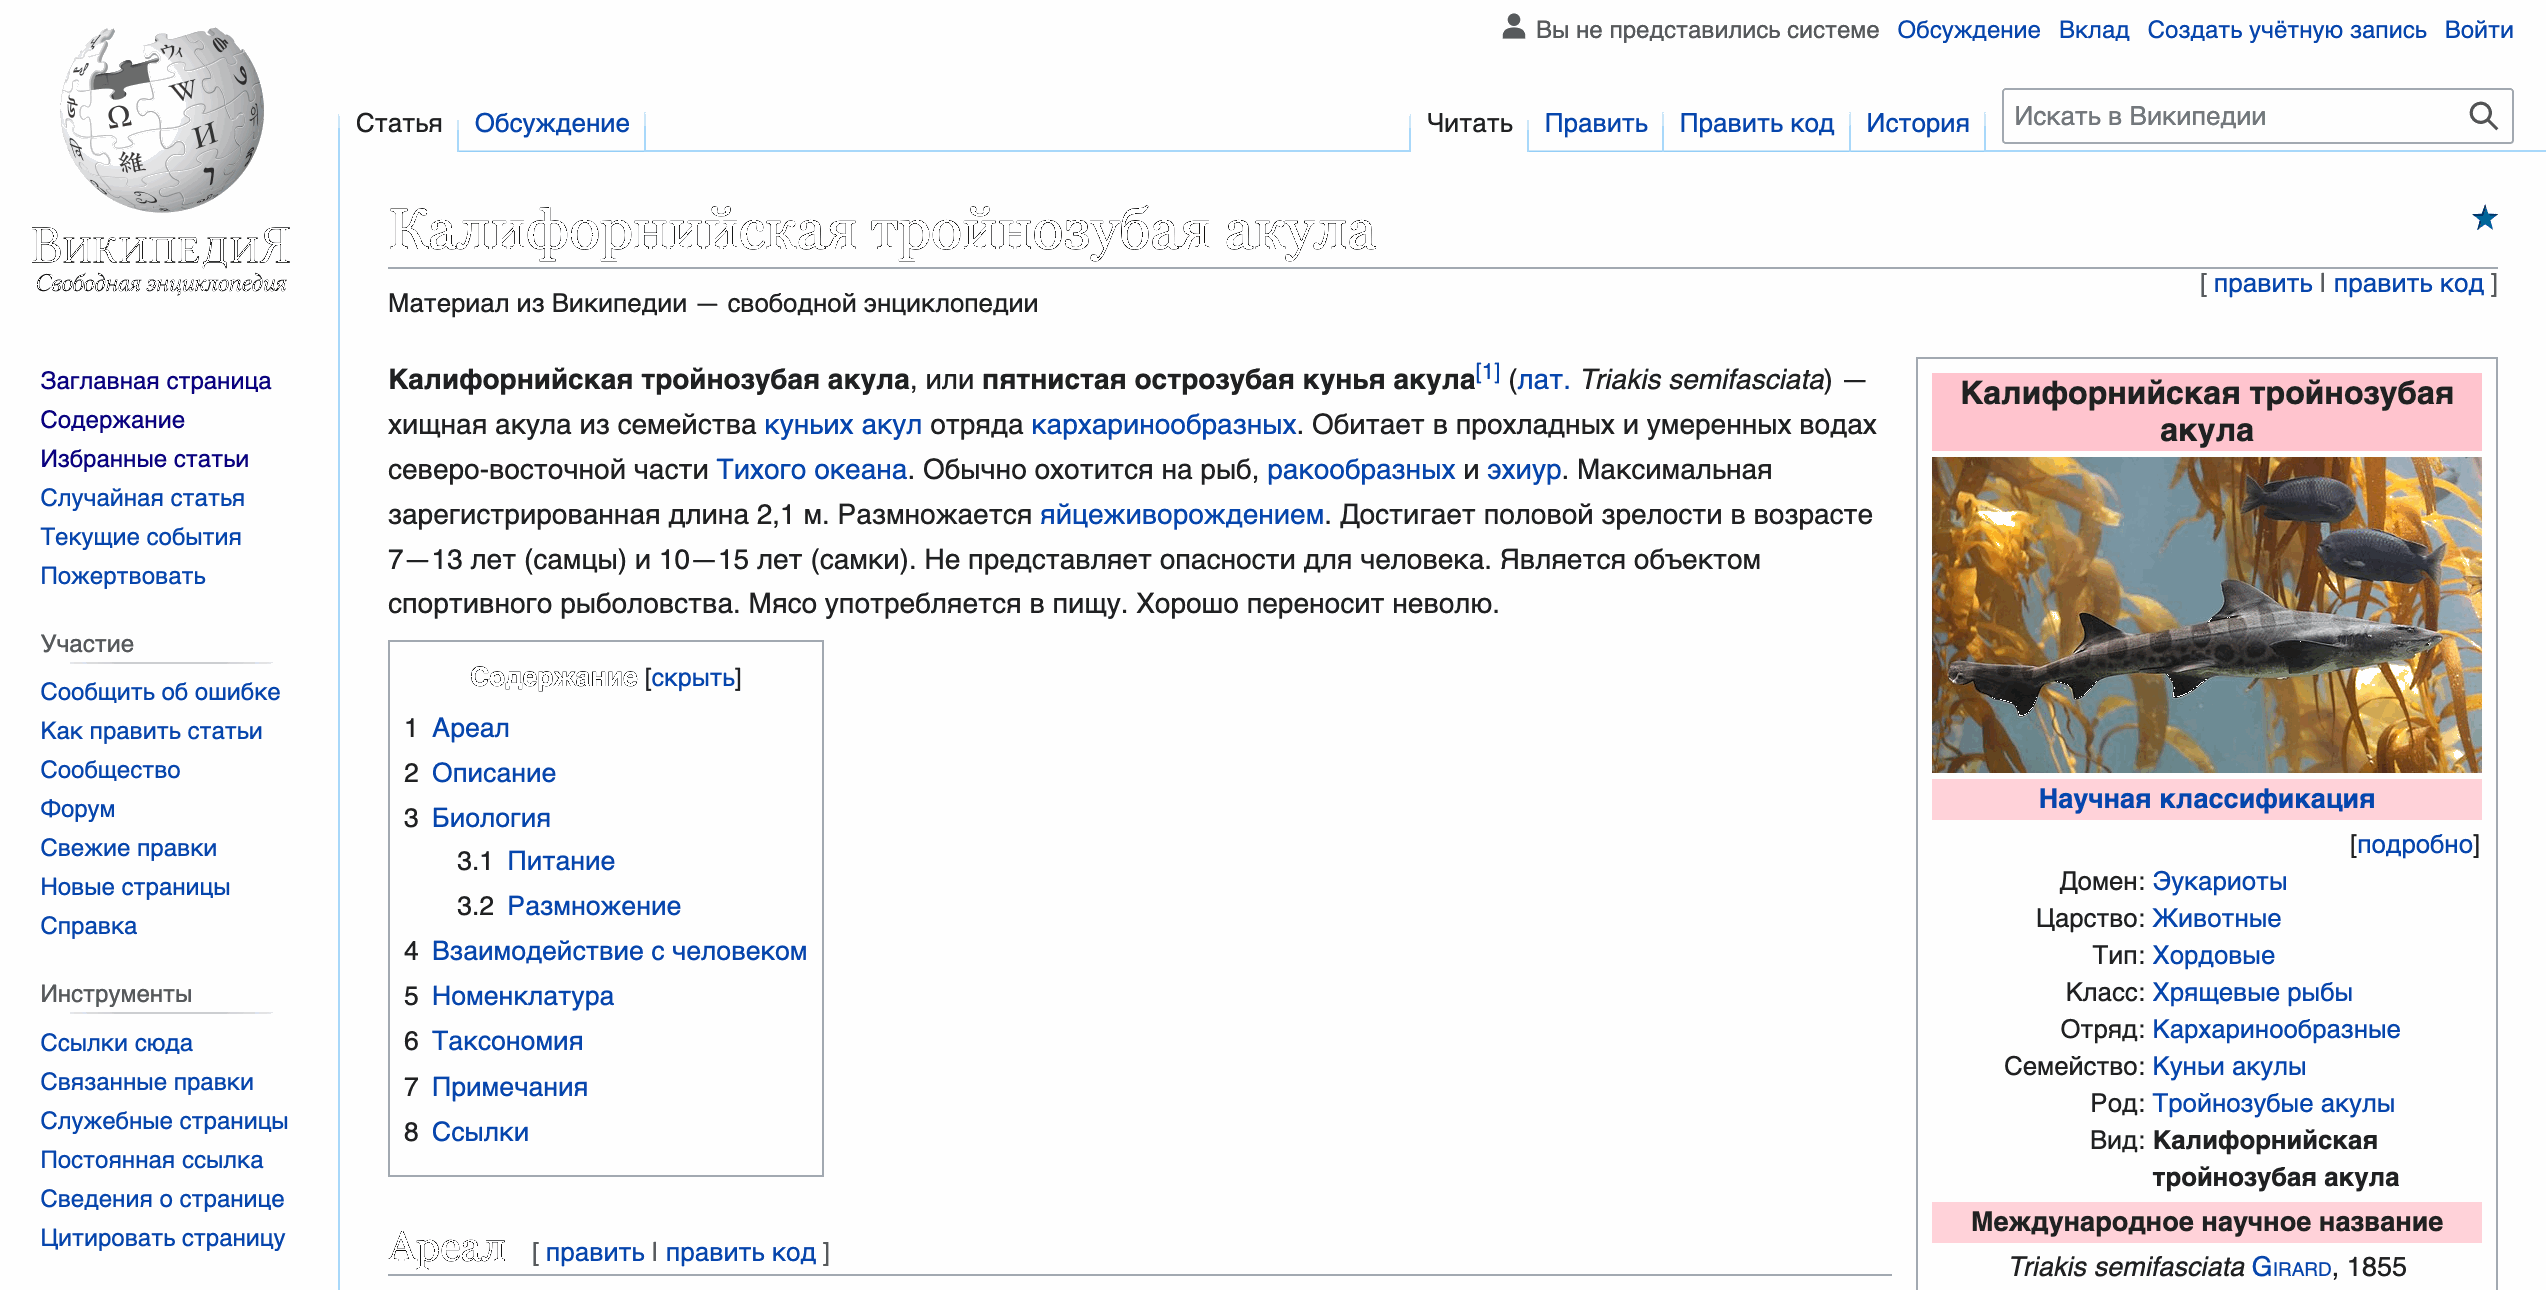 Вы не представились системе Обсуждение Вклад Создать учётную запись Войти
Статья Обсуждение Читать Править Править код История Искать в Википедии
ВикипедиЯ
Свободная энциклопедия
Заглавная страница
Содержание
Избранные статьи
Случайная статья
Текущие события
Пожертвовать
Участие
Сообщить об ошибке
Как править статьи
Сообщество
Форум
Свежие правки
Новые страницы
Справка
Инструменты
Ссылки сюда
Связанные правки
Служебные страницы
Постоянная ссылка
Сведения о странице
Цитировать страницу
Калифорнийская тройнозубая акула
[ править | править код ]
Материал из Википедии — свободной энциклопедии
Калифорнийская тройнозубая акула, или пятнистая острозубая кунья акула[1] (лат. Triakis semifasciata) —
хищная акула из семейства куньих акул отряда кархаринообразных. Обитает в прохладных и умеренных водах
северо-восточной части Тихого океана. Обычно охотится на рыб, ракообразных и эхиур. Максимальная
зарегистрированная длина 2,1 м. Размножается яйцеживорождением. Достигает половой зрелости в возрасте
7—13 лет (самцы) и 10—15 лет (самки). Не представляет опасности для человека. Является объектом
спортивного рыболовства. Мясо употребляется в пищу. Хорошо переносит неволю.
Содержание [скрыть]
1 Ареал
2 Описание
3 Биология
3.1 Питание
3.2 Размножение
4 Взаимодействие с человеком
5 Номенклатура
6 Таксономия
7 Примечания
8 Ссылки
Ареал [ править | править код ]
Калифорнийская тройнозубая
акула
Научная классификация
[подробно]
Домен: Эукариоты
Царство: Животные
Тип: Хордовые
Класс: Хрящевые рыбы
Отряд: Кархаринообразные
Семейство: Куньи акулы
Род: Тройнозубые акулы
Вид: Калифорнийская
тройнозубая акула
Международное научное название
Triakis semifasciata Girard, 1855